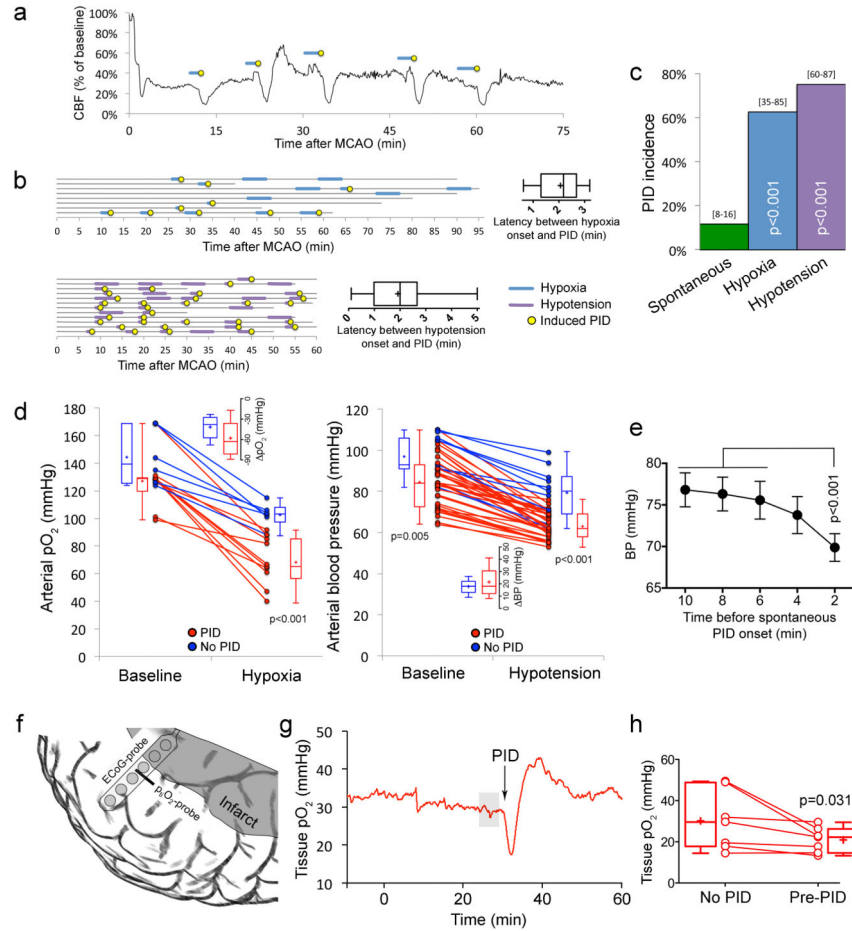 a
CBF (% of baseline)
100%
80%
60%
40%
20%
0%
0 15 30 45 60 75
Time after MCAO (min)
b
0 5 10 15 20 25 30 35 40 45 50 55 60 65 70 75 80 85 90 95
Time after MCAO (min)
1 2 3
Latency between hypoxia
onset and PID (min)
0 5 10 15 20 25 30 35 40 45 50 55 60
Time after MCAO (min)
0 1 2 3 4 5
Latency between hypotension
onset and PID (min)
Hypoxia
Hypotension
Induced PID
c
PID incidence
80%
60%
40%
20%
0%
[8-16]
[35-85]
[60-87]
p<0.001
p<0.001
Spontaneous
Hypoxia
Hypotension
d
Arterial pO2 (mmHg)
180
160
140
120
100
80
60
40
20
0
0
-30
-60
-90
ΔpO2
(mmHg)
p<0.001
PID
No PID
Baseline Hypoxia
Arterial blood pressure (mmHg)
120
100
80
60
40
20
0
p=0.005
p<0.001
50
40
30
20
10
0
ΔBP
(mmHg)
PID
No PID
Baseline Hypotension
e
BP (mmHg)
80
75
70
65
p<0.001
10 8 6 4 2
Time before spontaneous
PID onset (min)
f
ECoG-probe
ptO2-probe
Infarct
g
Tissue pO2 (mmHg)
50
40
30
20
10
PID
0 20 40 60
Time (min)
h
Tissue pO2 (mmHg)
60
40
20
0
p=0.031
No PID Pre-PID